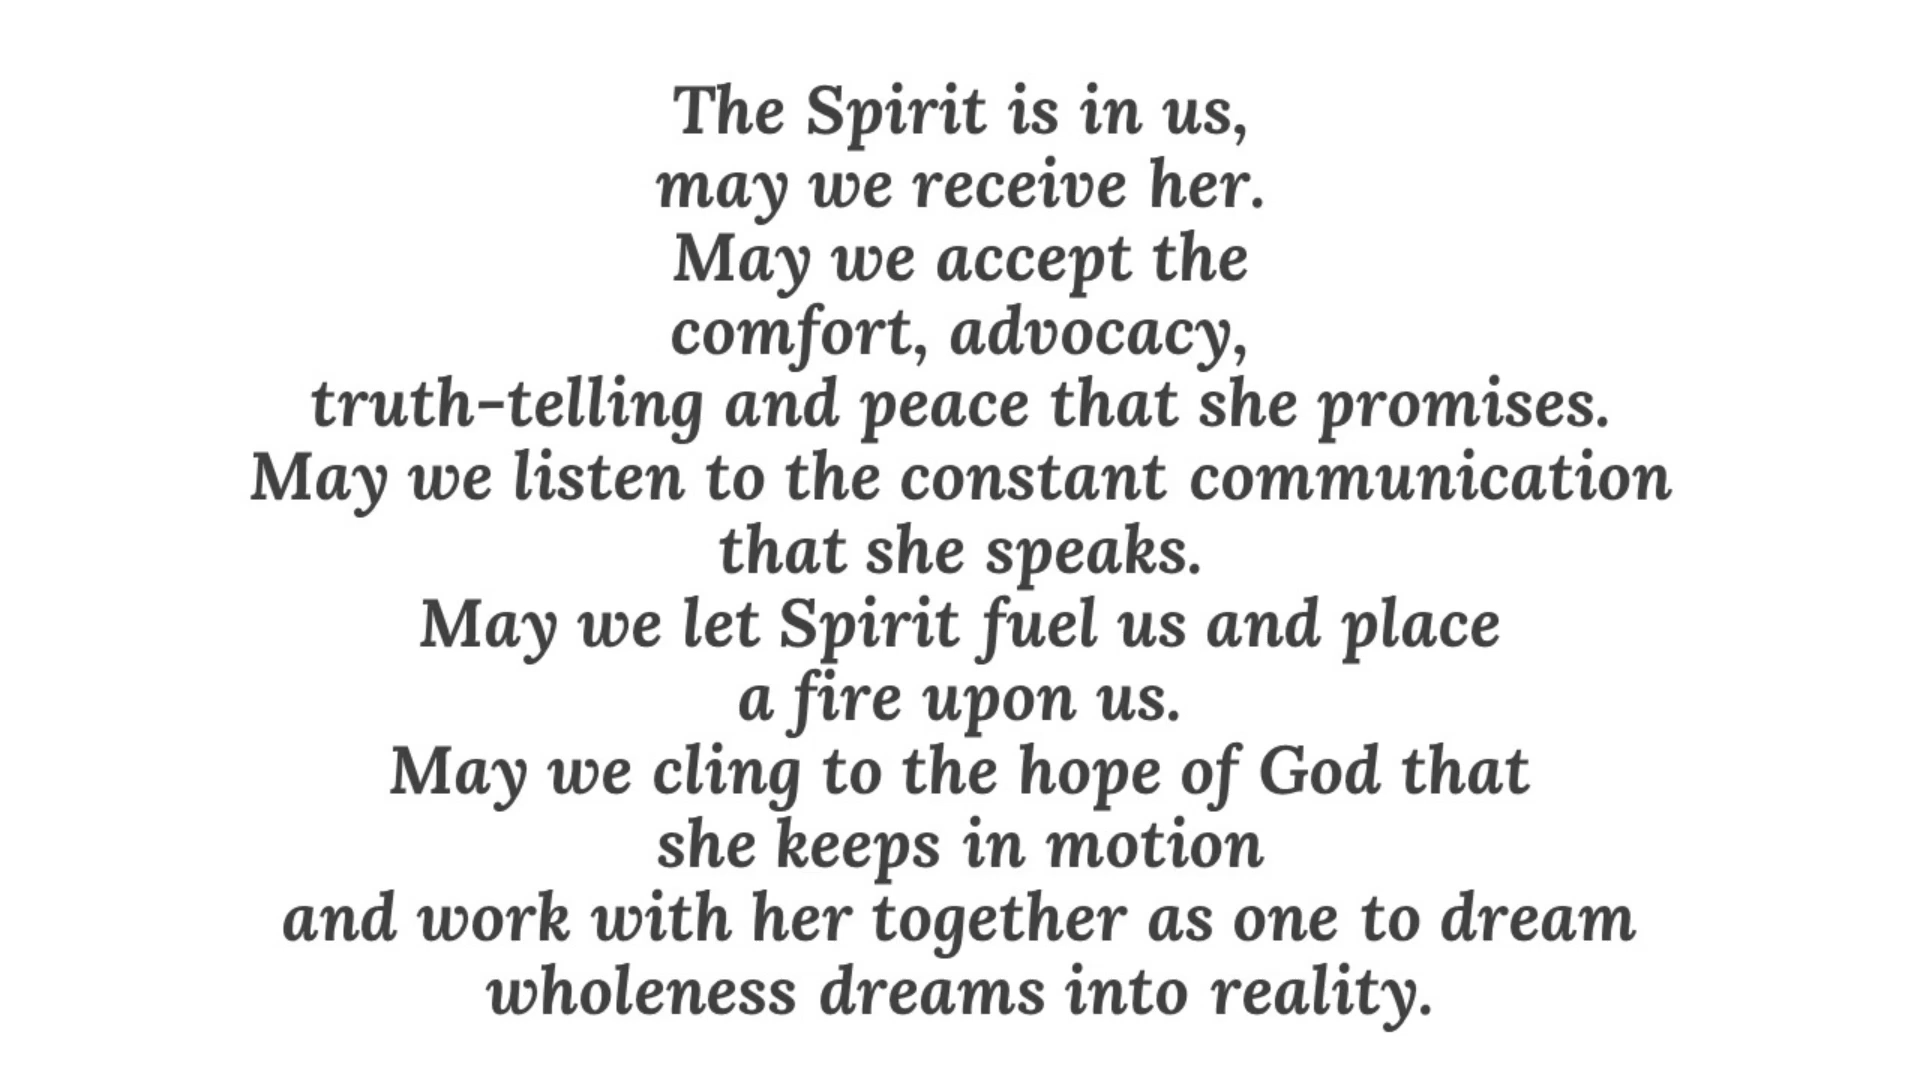 The Spirit is in us,
may we receive her.
May we accept the
comfort, advocacy,
truth-telling and peace that she promises.
May we listen to the constant communication
that she speaks.
May we let Spirit fuel us and place
a fire upon us.
May we cling to the hope of God that
she keeps in motion
and work with her together as one to dream
wholeness dreams into reality.